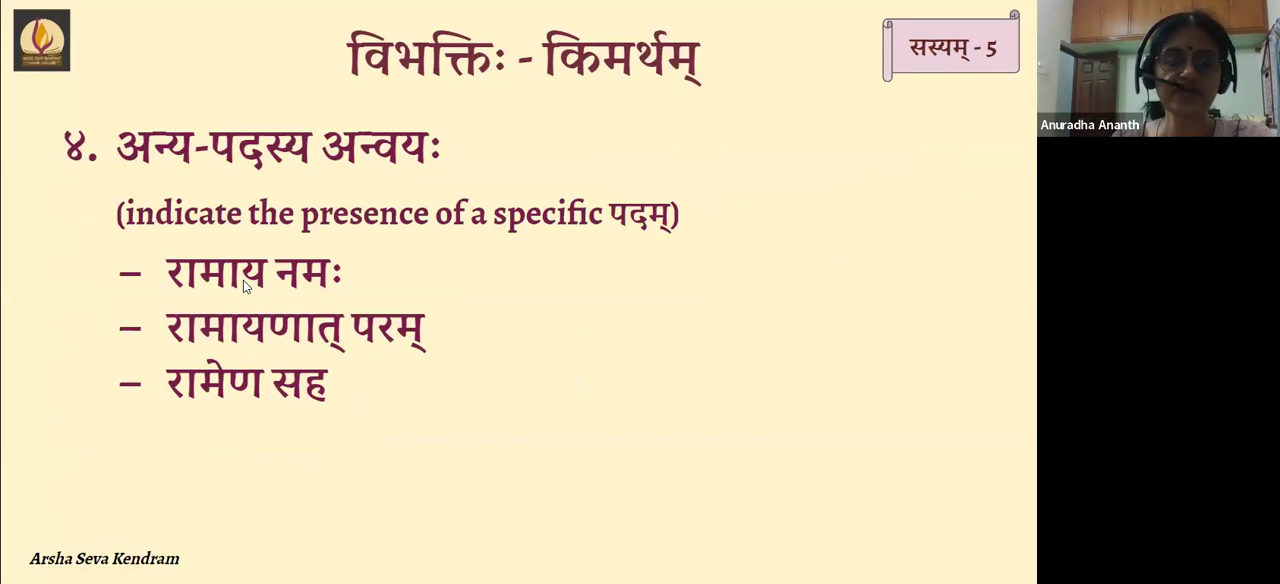 विभक्तिः - किमर्थम्
सस्यम् - 5
Anuradha Ananth
४. अन्य-पदस्य अन्वयः
(indicate the presence of a specific पदम्)
– रामाय नमः
– रामायणात् परम्
– रामेण सह
Arsha Seva Kendram